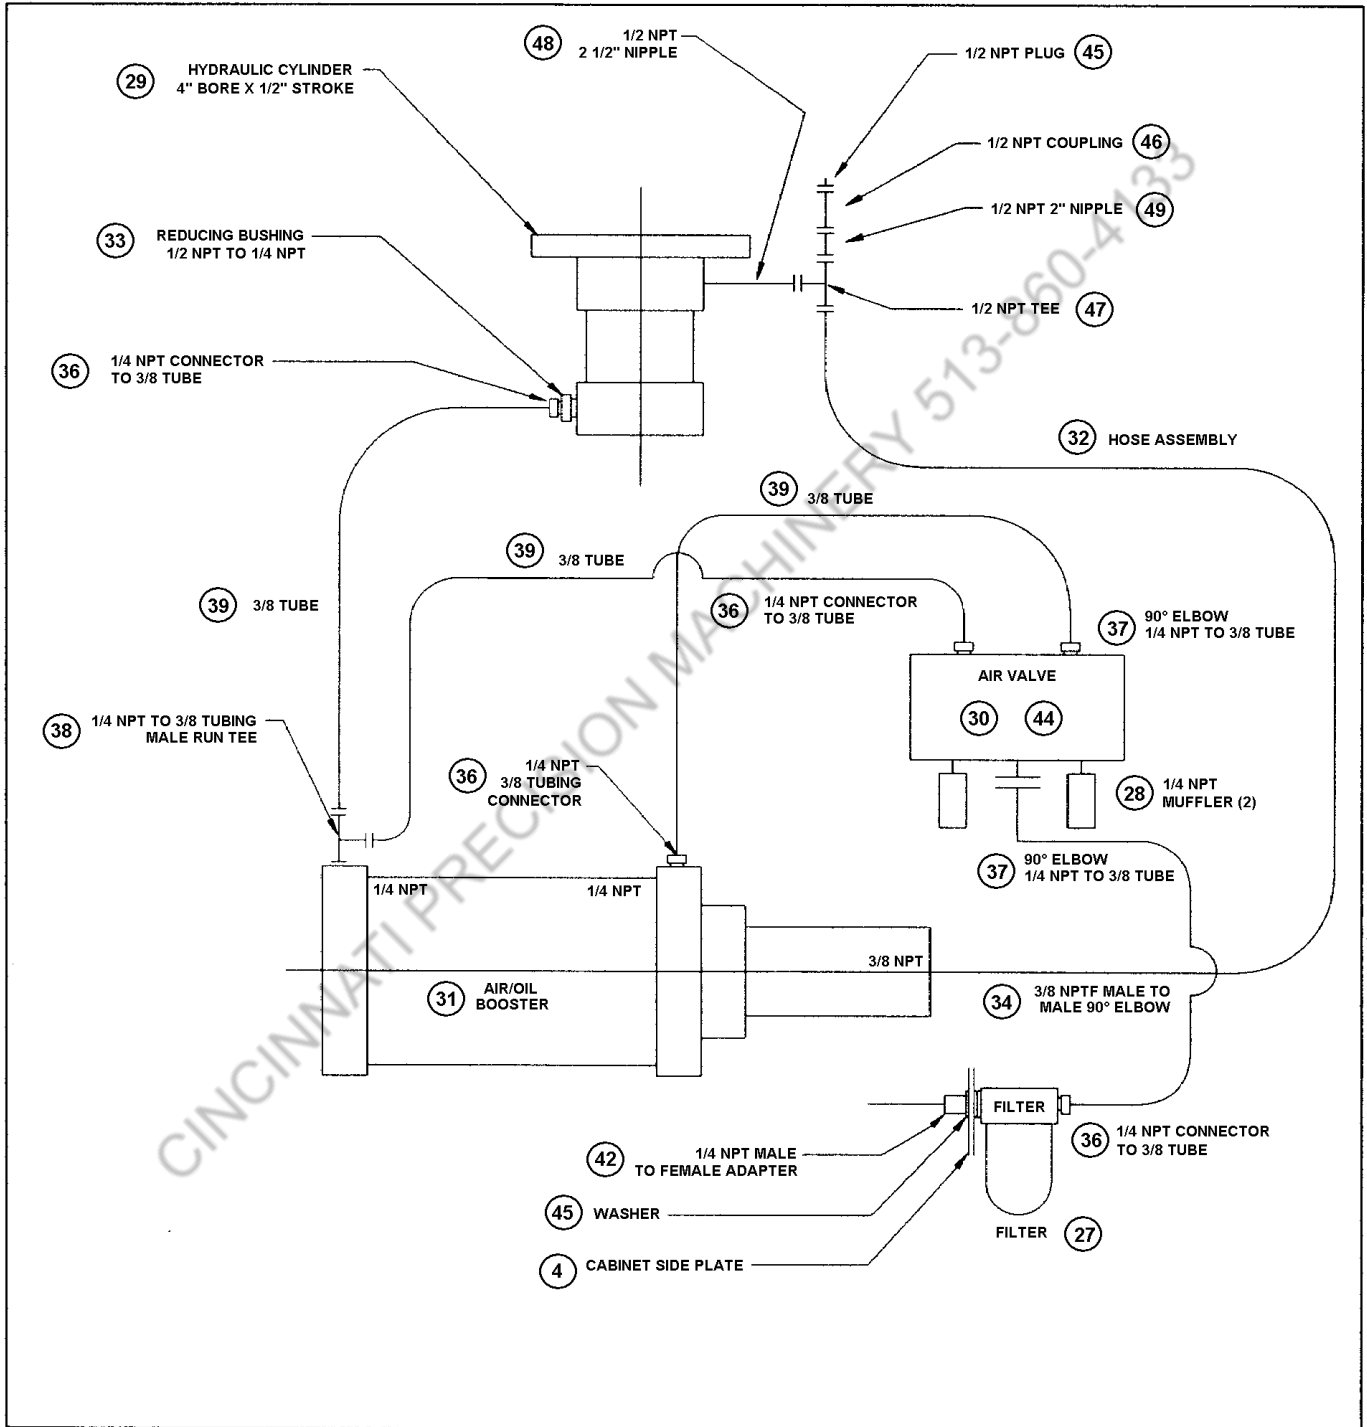 48
1/2 NPT
2 1/2" NIPPLE
1/2 NPT PLUG
45
29
HYDRAULIC CYLINDER
4" BORE X 1/2" STROKE
1/2 NPT COUPLING
46
1/2 NPT 2" NIPPLE
49
33
REDUCING BUSHING
1/2 NPT TO 1/4 NPT
1/2 NPT TEE
47
36
1/4 NPT CONNECTOR
TO 3/8 TUBE
32
HOSE ASSEMBLY
39
3/8 TUBE
39
3/8 TUBE
39
3/8 TUBE
36
1/4 NPT CONNECTOR
TO 3/8 TUBE
37
90° ELBOW
1/4 NPT TO 3/8 TUBE
AIR VALVE
30
44
38
1/4 NPT TO 3/8 TUBING
MALE RUN TEE
36
1/4 NPT
3/8 TUBING
CONNECTOR
28
1/4 NPT
MUFFLER (2)
37
90° ELBOW
1/4 NPT TO 3/8 TUBE
1/4 NPT
1/4 NPT
3/8 NPT
31
AIR/OIL
BOOSTER
34
3/8 NPTF MALE TO
MALE 90° ELBOW
FILTER
36
1/4 NPT CONNECTOR
TO 3/8 TUBE
42
1/4 NPT MALE
TO FEMALE ADAPTER
45
WASHER
FILTER
27
4
CABINET SIDE PLATE
CINCINNATI PRECISION MACHINERY 513-860-4133